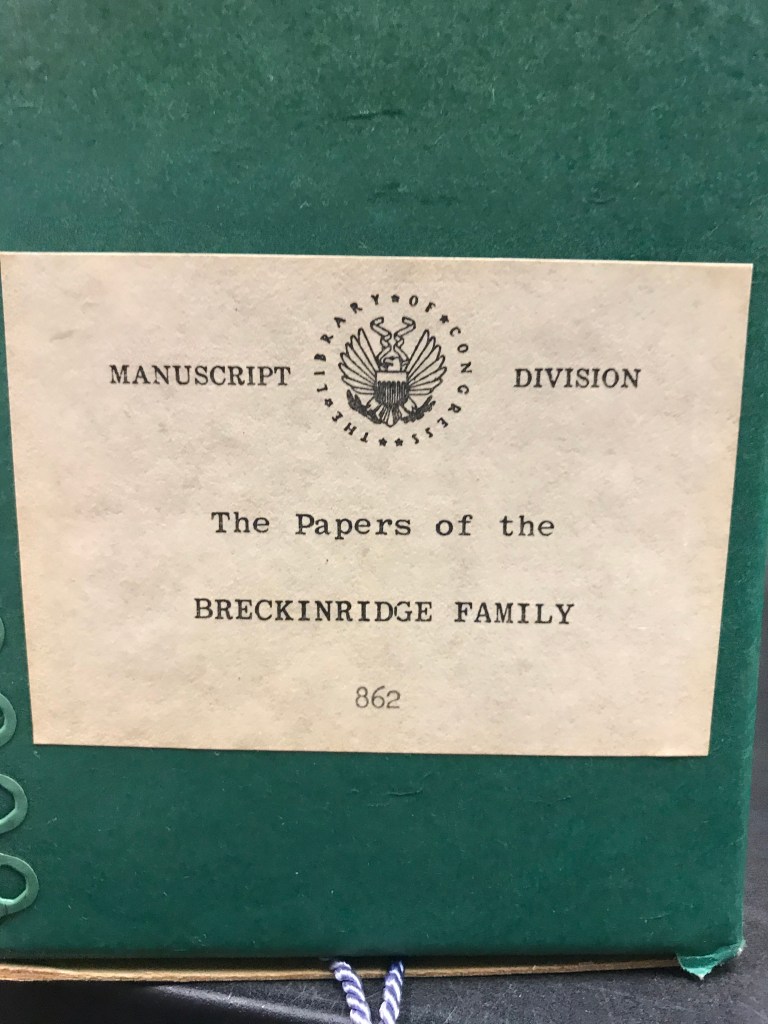 THE ★ LIBRARY ★ OF ★ CONGRESS ★ ★
MANUSCRIPT DIVISION
The Papers of the
BRECKINRIDGE FAMILY
862